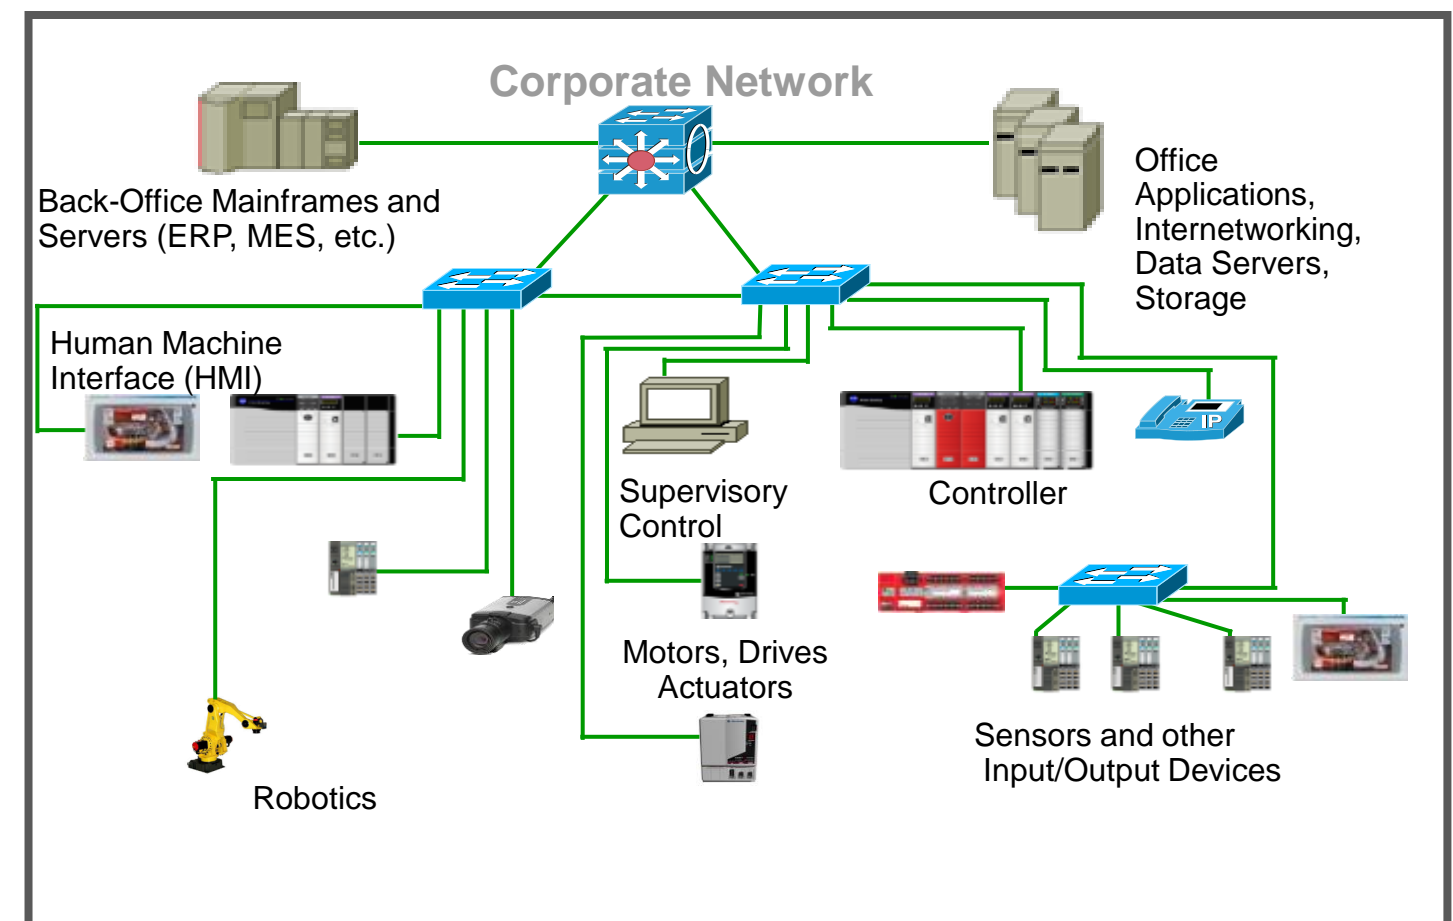 Corporate Network
Back-Office Mainframes and
Servers (ERP, MES, etc.)
Office
Applications,
Internetworking,
Data Servers,
Storage
Human Machine
Interface (HMI)
IP
Supervisory
Control
Controller
Motors, Drives
Actuators
Sensors and other
Input/Output Devices
Robotics